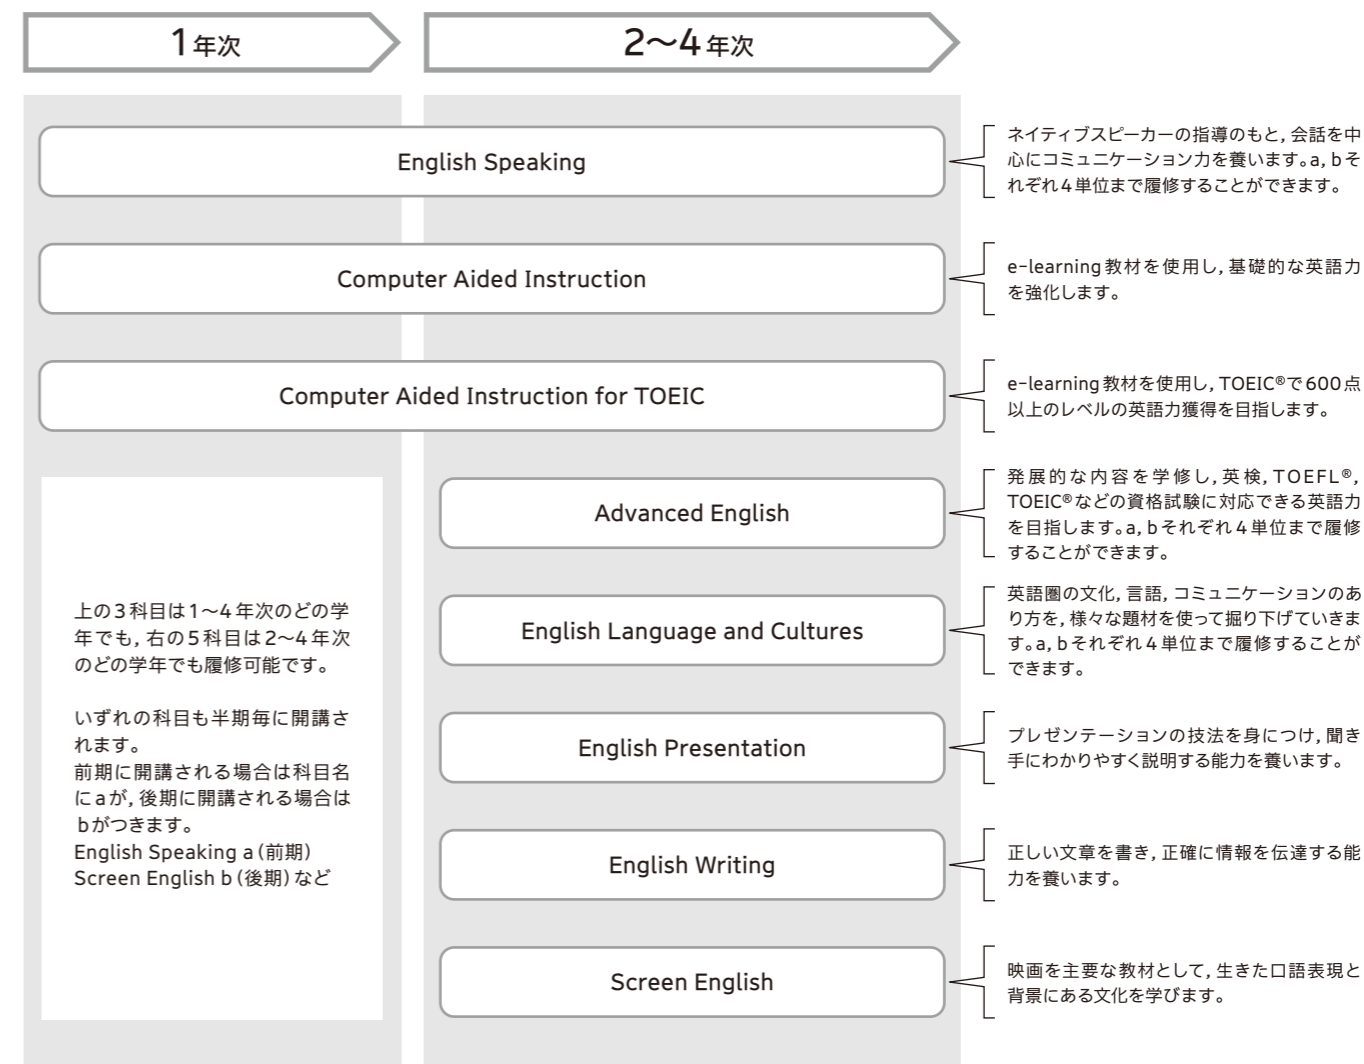 1年次
2〜4年次
English Speaking
ネイティブスピーカーの指導のもと,会話を中
心にコミュニケーション力を養います。a, bそ
れぞれ4単位まで履修することができます。
Computer Aided Instruction
e-learning教材を使用し,基礎的な英語力
を強化します。
Computer Aided Instruction for TOEIC
e-learning教材を使用し,TOEIC®で600点
以上のレベルの英語力獲得を目指します。
Advanced English
発展的な内容を学修し,英検,TOEFL®,
TOEIC®などの資格試験に対応できる英語力
を目指します。a, bそれぞれ4単位まで履修
することができます。
English Language and Cultures
英語圏の文化,言語,コミュニケーションのあ
り方を,様々な題材を使って掘り下げていきま
す。a, bそれぞれ4単位まで履修することが
できます。
English Presentation
プレゼンテーションの技法を身につけ,聞き
手にわかりやすく説明する能力を養います。
English Writing
正しい文章を書き,正確に情報を伝達する能
力を養います。
Screen English
映画を主要な教材として,生きた口語表現と
背景にある文化を学びます。
上の3科目は1〜4年次のどの学
年でも,右の5科目は2〜4年次
のどの学年でも履修可能です。
いずれの科目も半期毎に開講さ
れます。
前期に開講される場合は科目名
にaが,後期に開講される場合は
bがつきます。
English Speaking a(前期)
Screen English b(後期)など